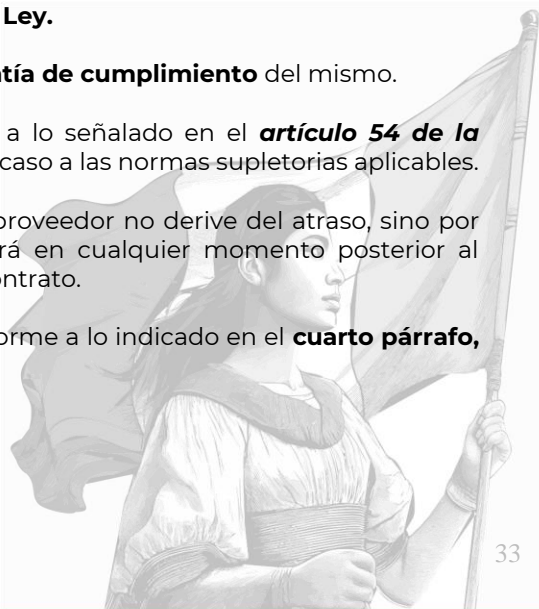 Ley.
tía de cumplimiento del mismo.
a lo señalado en el artículo 54 de la
caso a las normas supletorias aplicables.
proveedor no derive del atraso, sino por
rá en cualquier momento posterior al
ontrato.
orme a lo indicado en el cuarto párrafo,
33